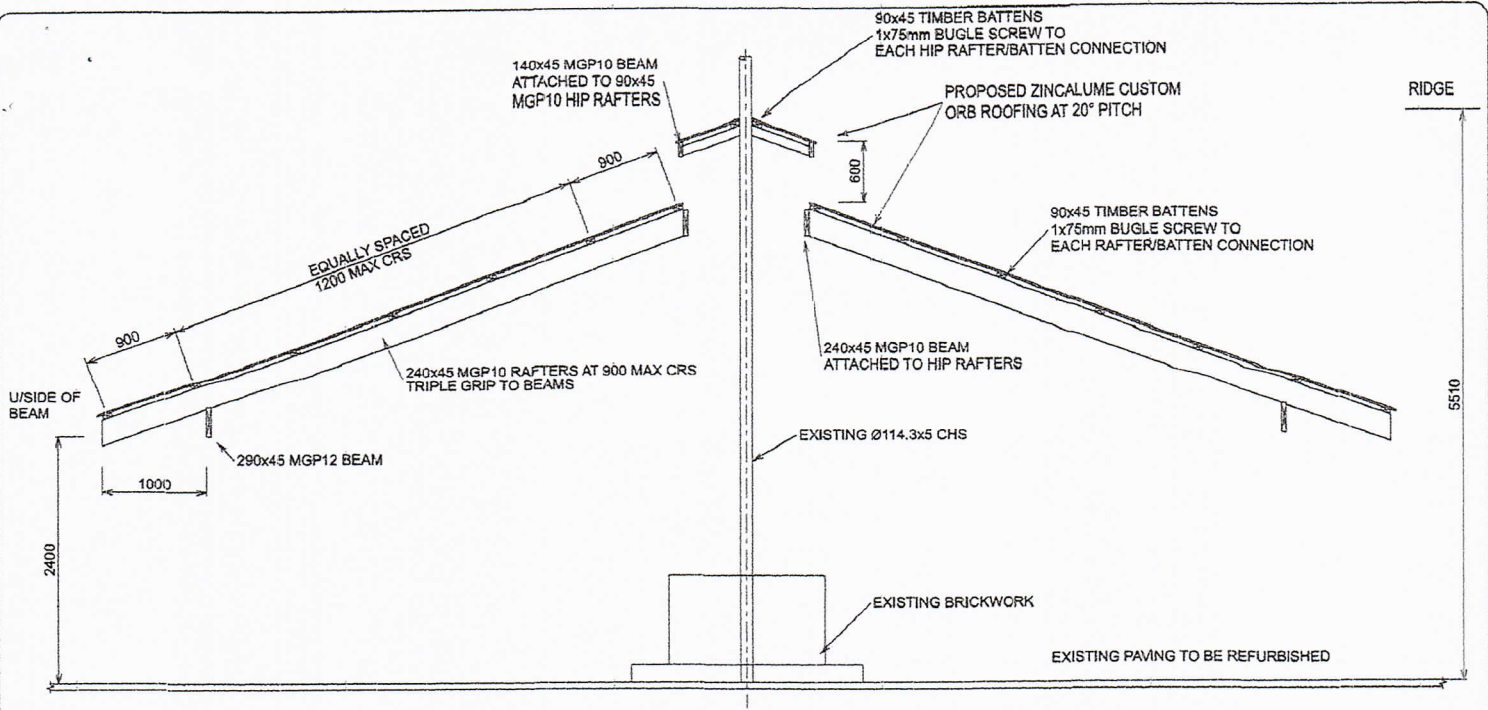 90x45 TIMBER BATTENS
1x75mm BUGLE SCREW TO
EACH HIP RAFTER/BATTEN CONNECTION
140x45 MGP10 BEAM
ATTACHED TO 90x45
MGP10 HIP RAFTERS
PROPOSED ZINCALUME CUSTOM
ORB ROOFING AT 20° PITCH
RIDGE
900
600
EQUALLY SPACED
1200 MAX CRS
90x45 TIMBER BATTENS
1x75mm BUGLE SCREW TO
EACH RAFTER/BATTEN CONNECTION
900
240x45 MGP10 RAFTERS AT 900 MAX CRS
TRIPLE GRIP TO BEAMS
240x45 MGP10 BEAM
ATTACHED TO HIP RAFTERS
U/SIDE OF
BEAM
5510
EXISTING Ø114.3x5 CHS
290x45 MGP12 BEAM
1000
2400
EXISTING BRICKWORK
EXISTING PAVING TO BE REFURBISHED